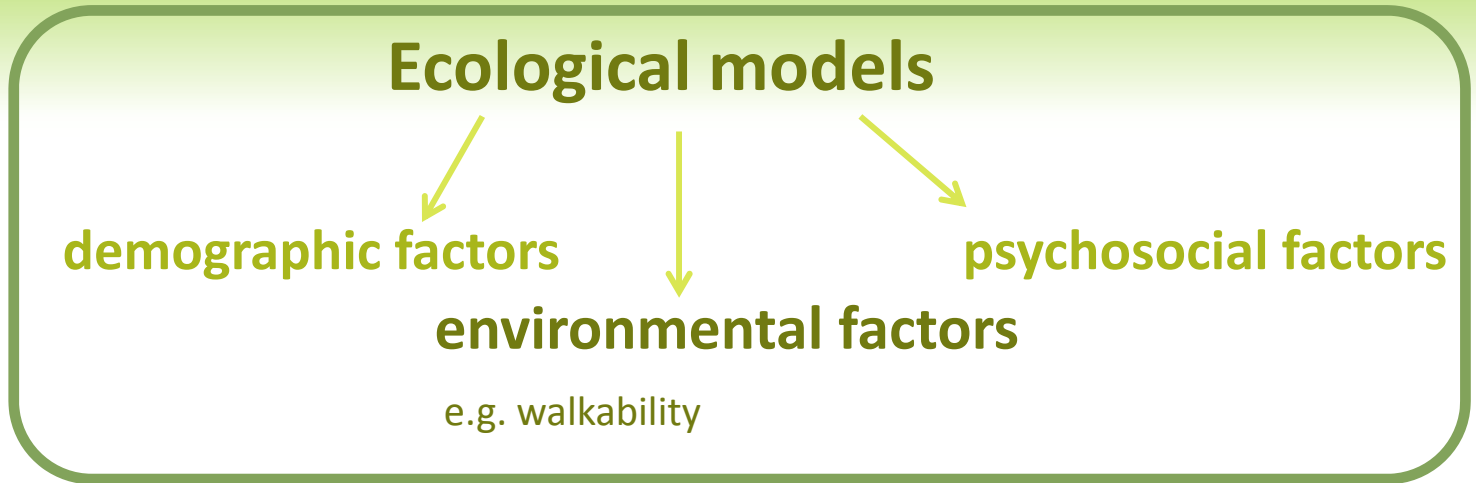 Ecological models
demographic factors
psychosocial factors
environmental factors
e.g. walkability